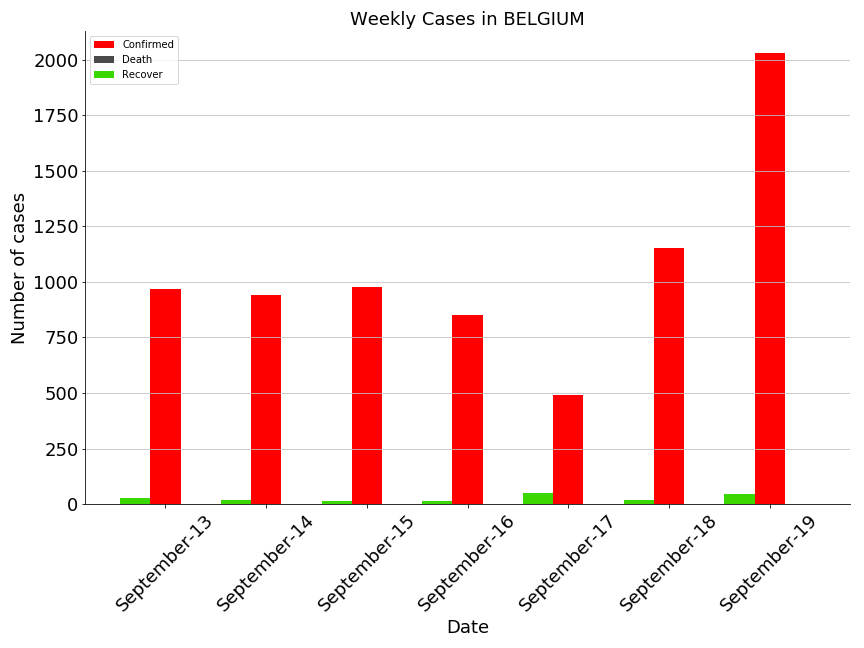 Weekly Cases in BELGIUM
Confirmed
Death
Recover
Number of cases
2000
1750
1500
1250
1000
750
500
250
0
September-13
September-14
September-15
September-16
September-17
September-18
September-19
Date